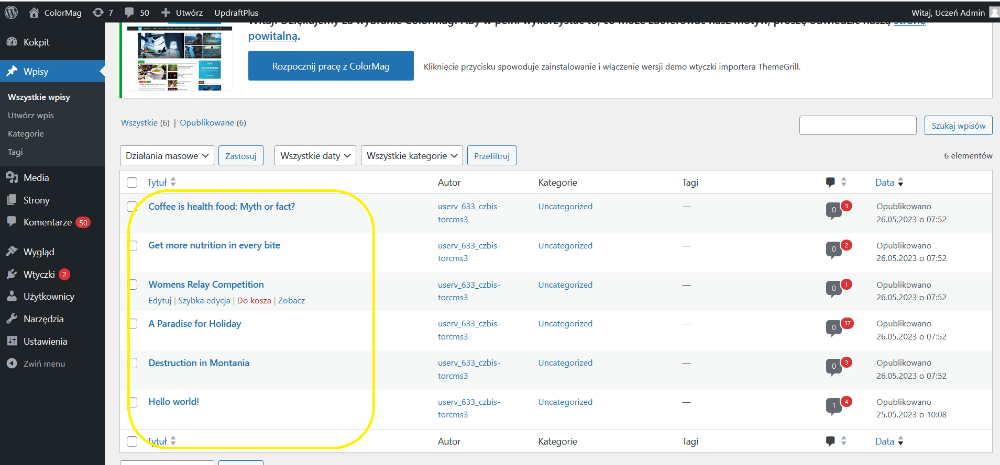 ColorMag 7 50 Utwórz UpdraftPlus Witaj, Uczeń Admin
Witaj! Dziękujemy za wybranie ColorMag! Aby w pełni wykorzystać to, co może zaoferować nasz motyw, proszę odwiedzić naszą stronę
powitalną.
Rozpocznij pracę z ColorMag
Kliknięcie przycisku spowoduje zainstalowanie i włączenie wersji demo wtyczki importera ThemeGrill.
Kokpit
Wpisy
Wszystkie wpisy
Utwórz wpis
Kategorie
Tagi
Media
Strony
Komentarze 50
Wygląd
Wtyczki 2
Użytkownicy
Narzędzia
Ustawienia
Zwiń menu
Wszystkie (6) | Opublikowane (6)
Szukaj wpisów
Działania masowe Zastosuj Wszystkie daty Wszystkie kategorie Przefiltruj
6 elementów
Tytuł Autor Kategorie Tagi Data
Coffee is health food: Myth or fact? userv_633_czbis- Uncategorized — 0 3 Opublikowano
torcms3 26.05.2023 o 07:52
Get more nutrition in every bite userv_633_czbis- Uncategorized — 0 2 Opublikowano
torcms3 26.05.2023 o 07:52
Womens Relay Competition userv_633_czbis- Uncategorized — 0 1 Opublikowano
Edytuj | Szybka edycja | Do kosza | Zobacz torcms3 26.05.2023 o 07:52
A Paradise for Holiday userv_633_czbis- Uncategorized — 0 37 Opublikowano
torcms3 26.05.2023 o 07:52
Destruction in Montania userv_633_czbis- Uncategorized — 0 3 Opublikowano
torcms3 26.05.2023 o 07:52
Hello world! userv_633_czbis- Uncategorized — 1 4 Opublikowano
torcms3 25.05.2023 o 10:08
Tytuł Autor Kategorie Tagi Data